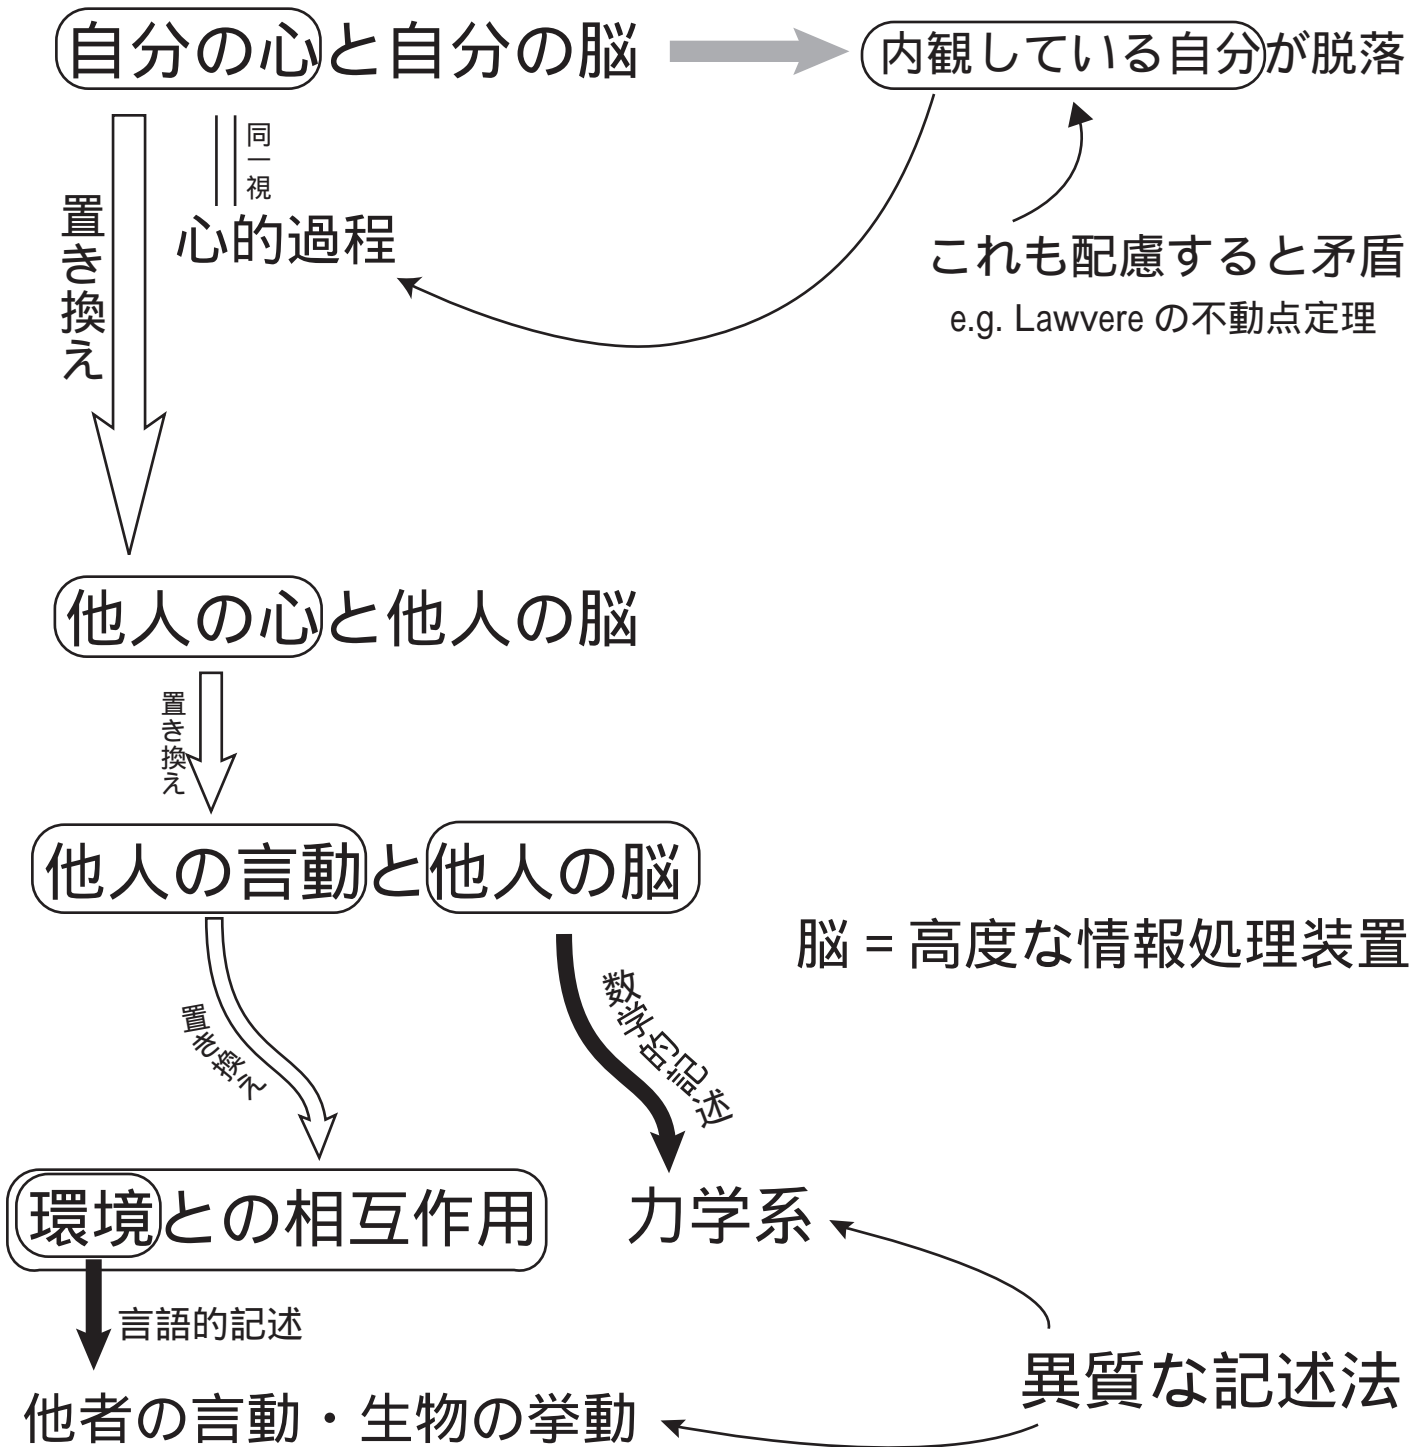 自分の心と自分の脳
内観している自分が脱落
同一視
置き換え
心的過程
これも配慮すると矛盾
e.g. Lawvere の不動点定理
他人の心と他人の脳
置き換え
他人の言動と他人の脳
脳 = 高度な情報処理装置
数学的記述
置き換え
環境との相互作用
力学系
言語的記述
異質な記述法
他者の言動・生物の挙動